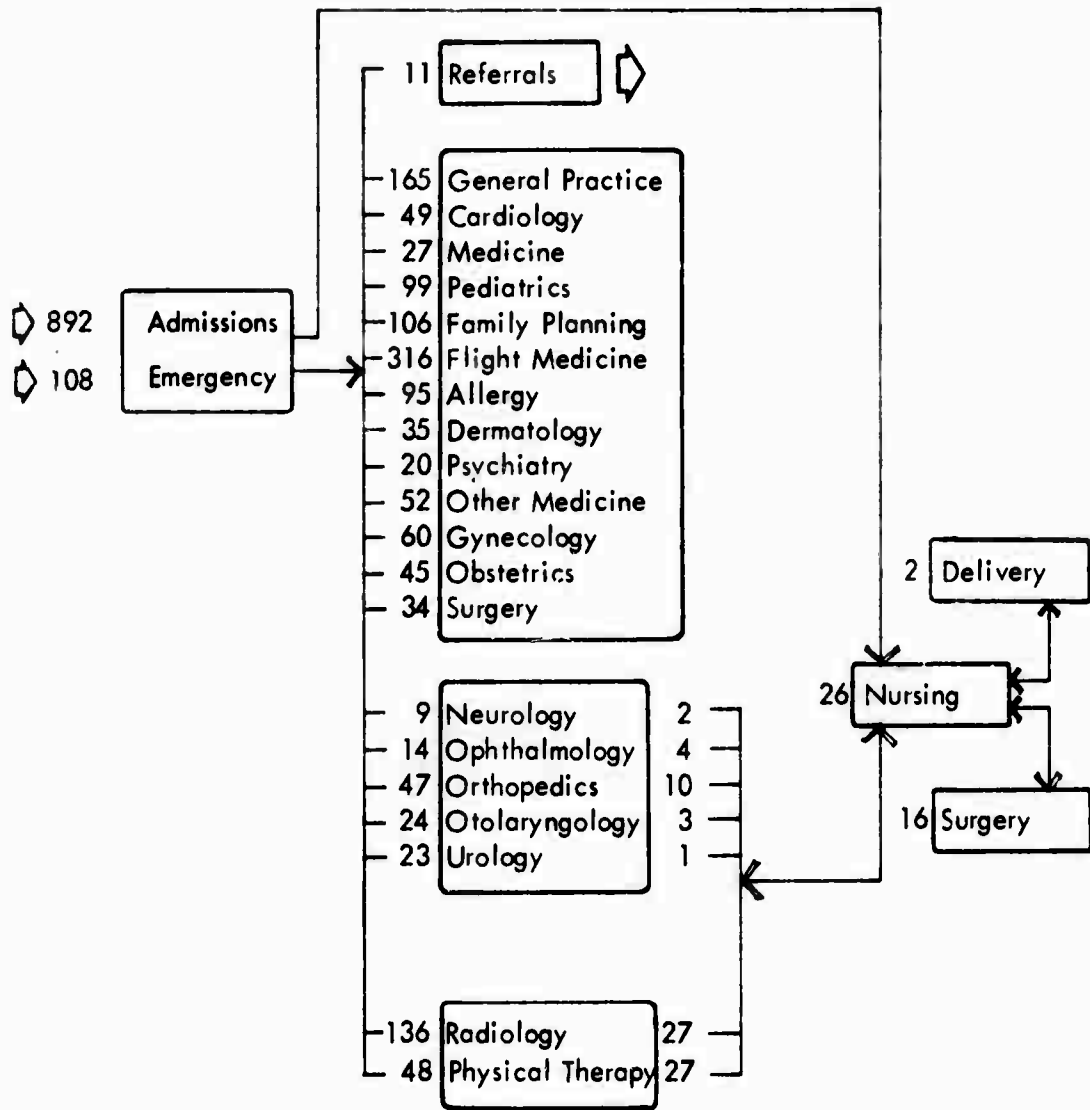 11 Referrals
165 General Practice
49 Cardiology
27 Medicine
99 Pediatrics
892 Admissions
106 Family Planning
316 Flight Medicine
108 Emergency
95 Allergy
35 Dermatology
20 Psychiatry
52 Other Medicine
60 Gynecology
45 Obstetrics
34 Surgery
2 Delivery
26 Nursing
9 Neurology 2
14 Ophthalmology 4
47 Orthopedics 10
24 Otolaryngology 3
16 Surgery
23 Urology 1
136 Radiology 27
48 Physical Therapy 27